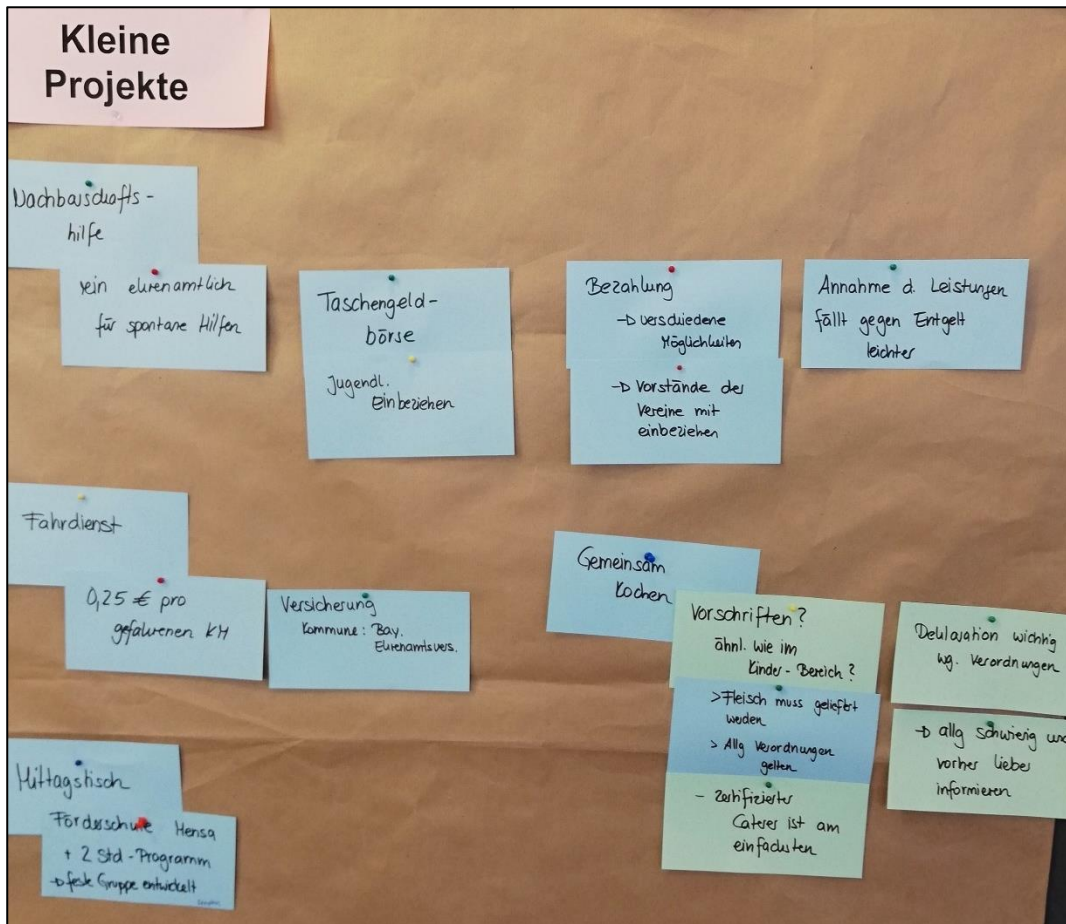 Kleine
Projekte
Nachbarschafts-
hilfe
rein ehrenamtlich
für spontane Hilfen
Taschengeld-
börse
Jugendl.
Einbeziehen
Bezahlung
→ verschiedene
Möglichkeiten
→ Vorstände der
Vereine mit
einbeziehen
Annahme d. Leistungen
fällt gegen Entgelt
leichter
Fahrdienst
0,25 € pro
gefahrenen KM
Versicherung
Kommune: Bay.
Ehrenamtsvers.
Gemeinsam
Kochen
Vorschriften?
ähnl. wie im
Kinder-Bereich?
>Fleisch muss geliefert
werden
> Allg Verordnungen
gelten
- Zertifizierter
Caterer ist am
einfachsten
Deklaration wichtig
wg. Verordnungen
→ allg schwierig und
vorher lieber
informieren
Mittagstisch
Förderschule Mensa
+ 2 Std-Programm
→ feste Gruppe entwickelt